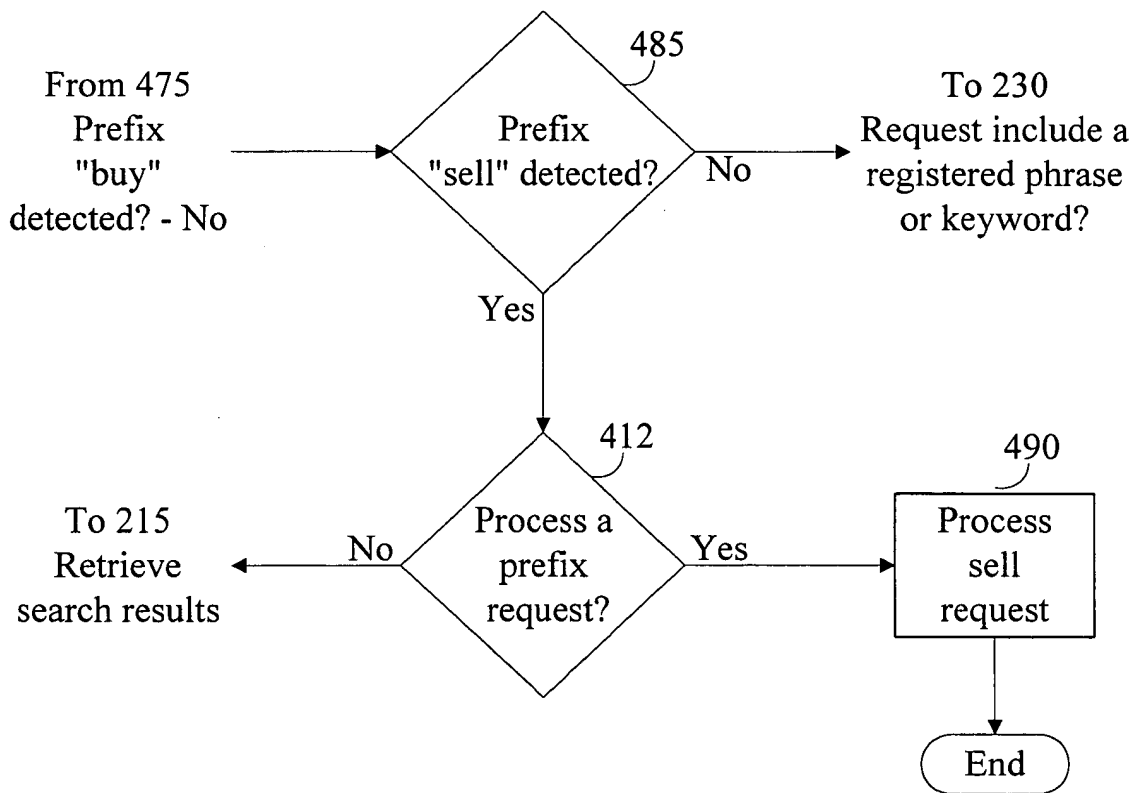 From 475
Prefix
"buy"
detected? - No
485
Prefix
"sell" detected?
No
To 230
Request include a
registered phrase
or keyword?
Yes
412
Process a
prefix
request?
No
To 215
Retrieve
search results
Yes
490
Process
sell
request
End